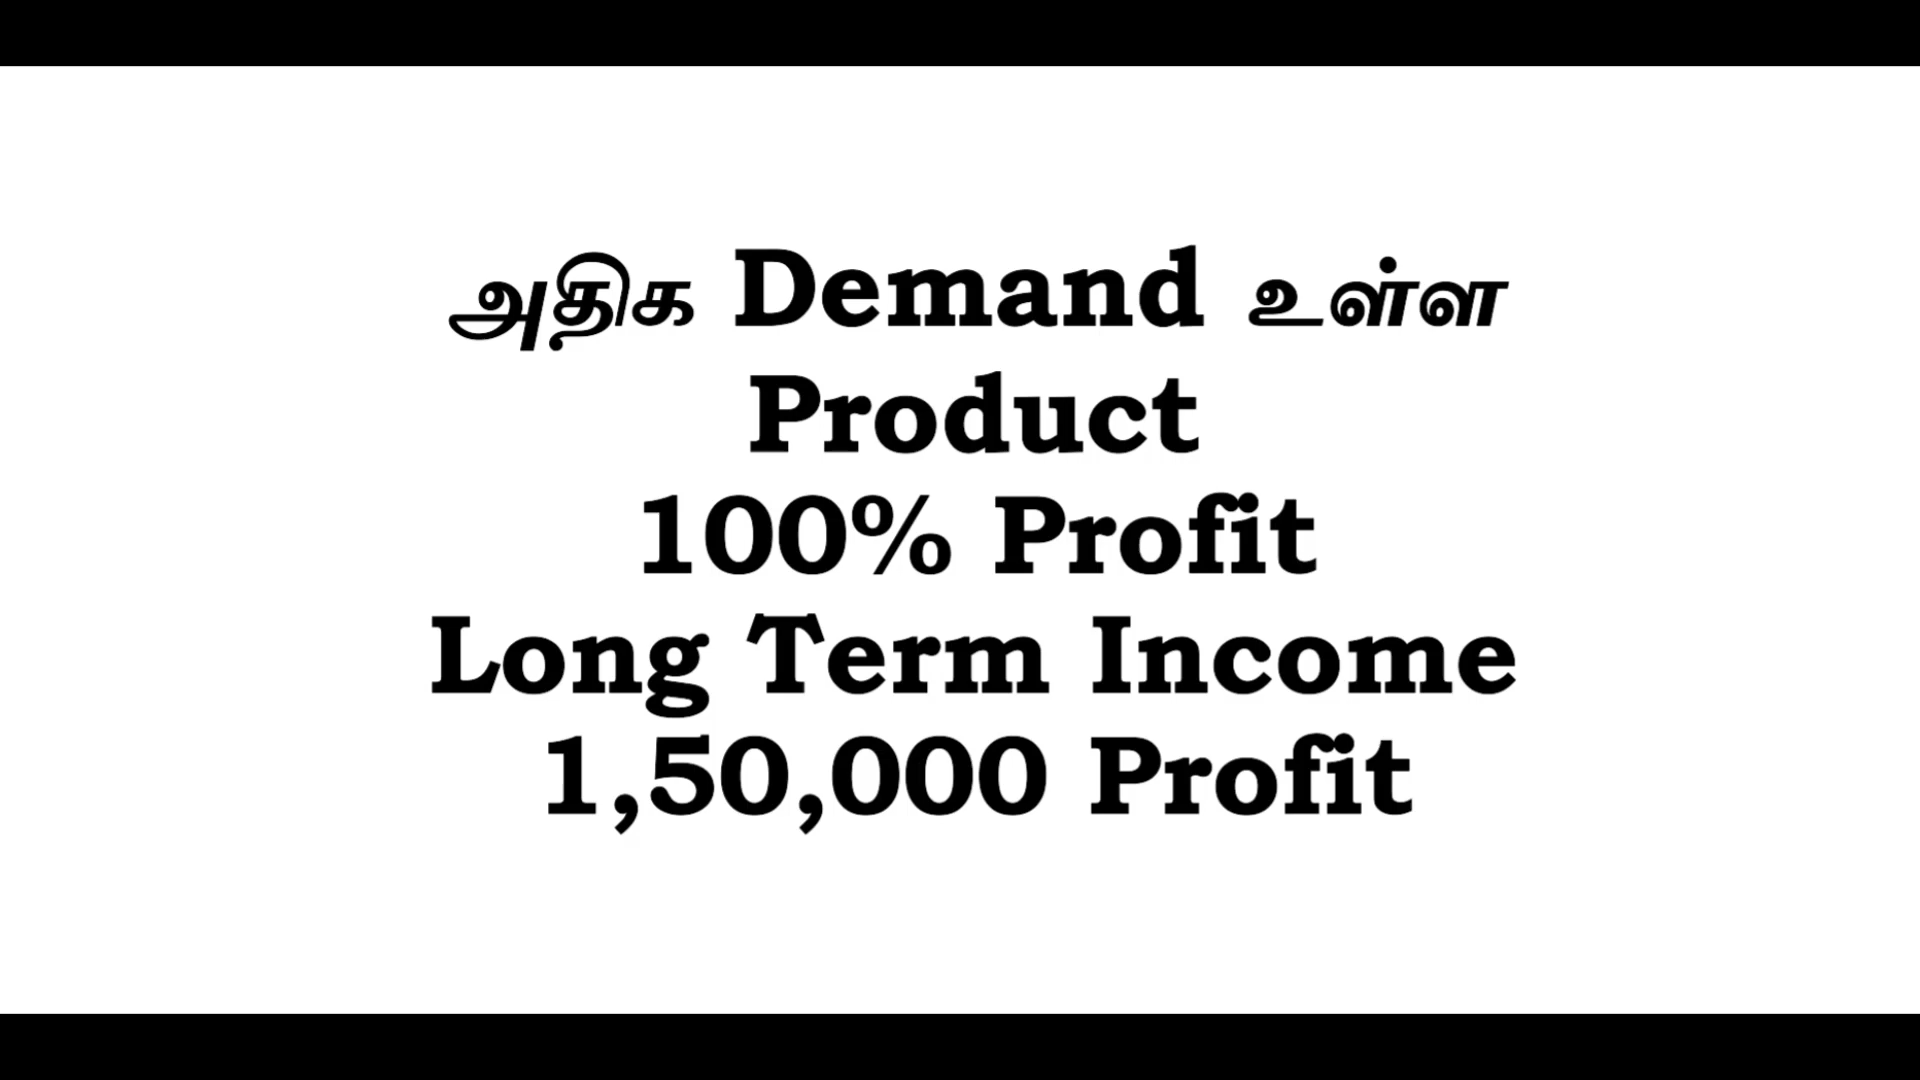 அதிக Demand உள்ள
Product
100% Profit
Long Term Income
1,50,000 Profit